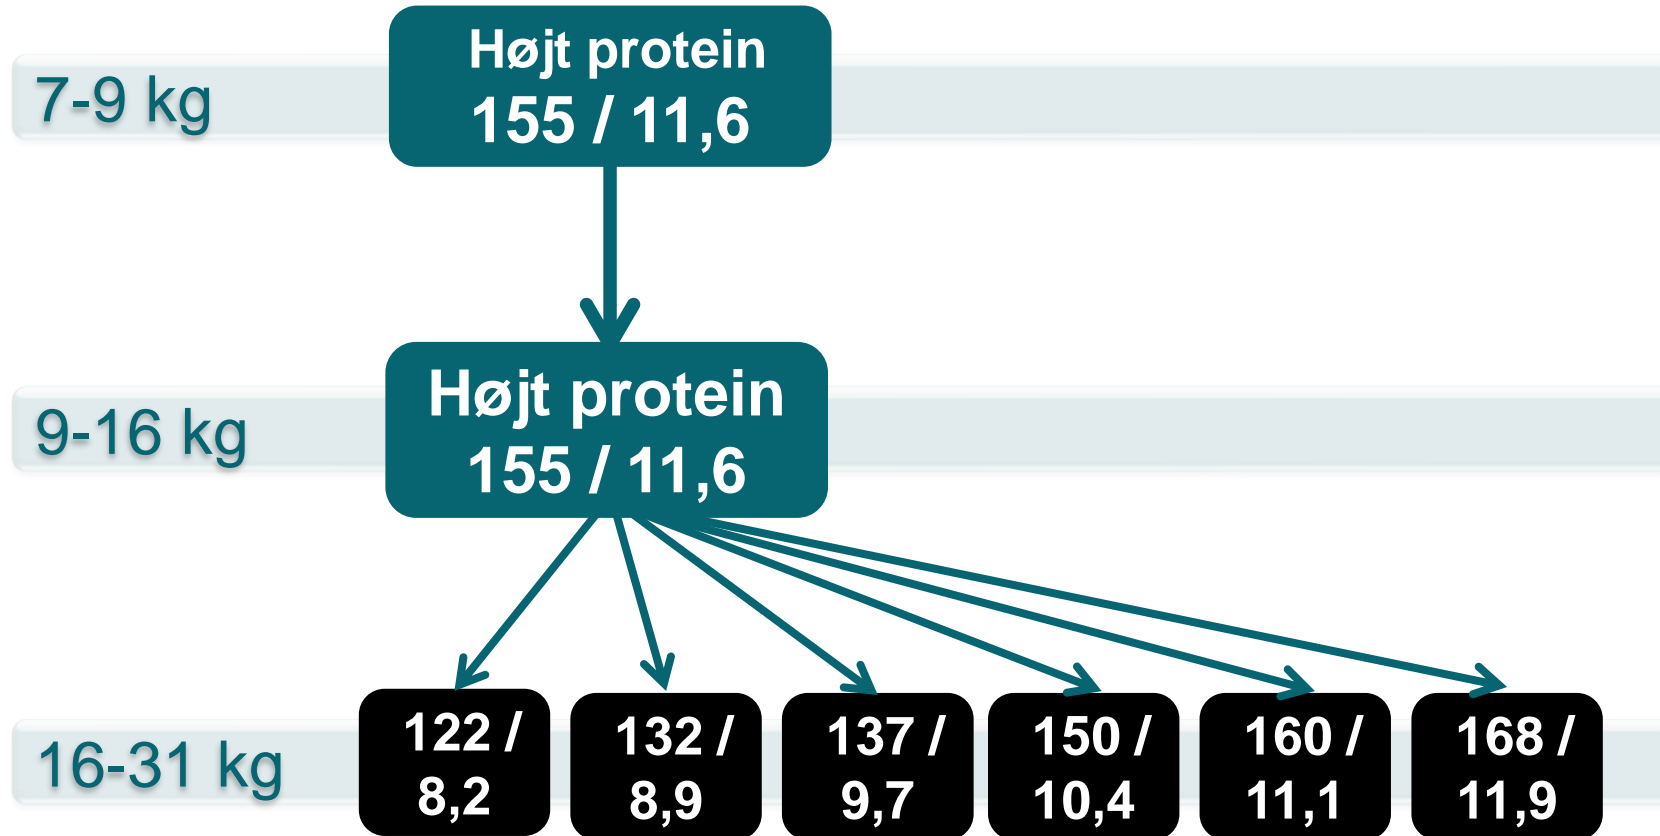 7-9 kg
Højt protein
155 / 11,6
9-16 kg
Højt protein
155 / 11,6
16-31 kg
122 /
8,2
132 /
8,9
137 /
9,7
150 /
10,4
160 /
11,1
168 /
11,9